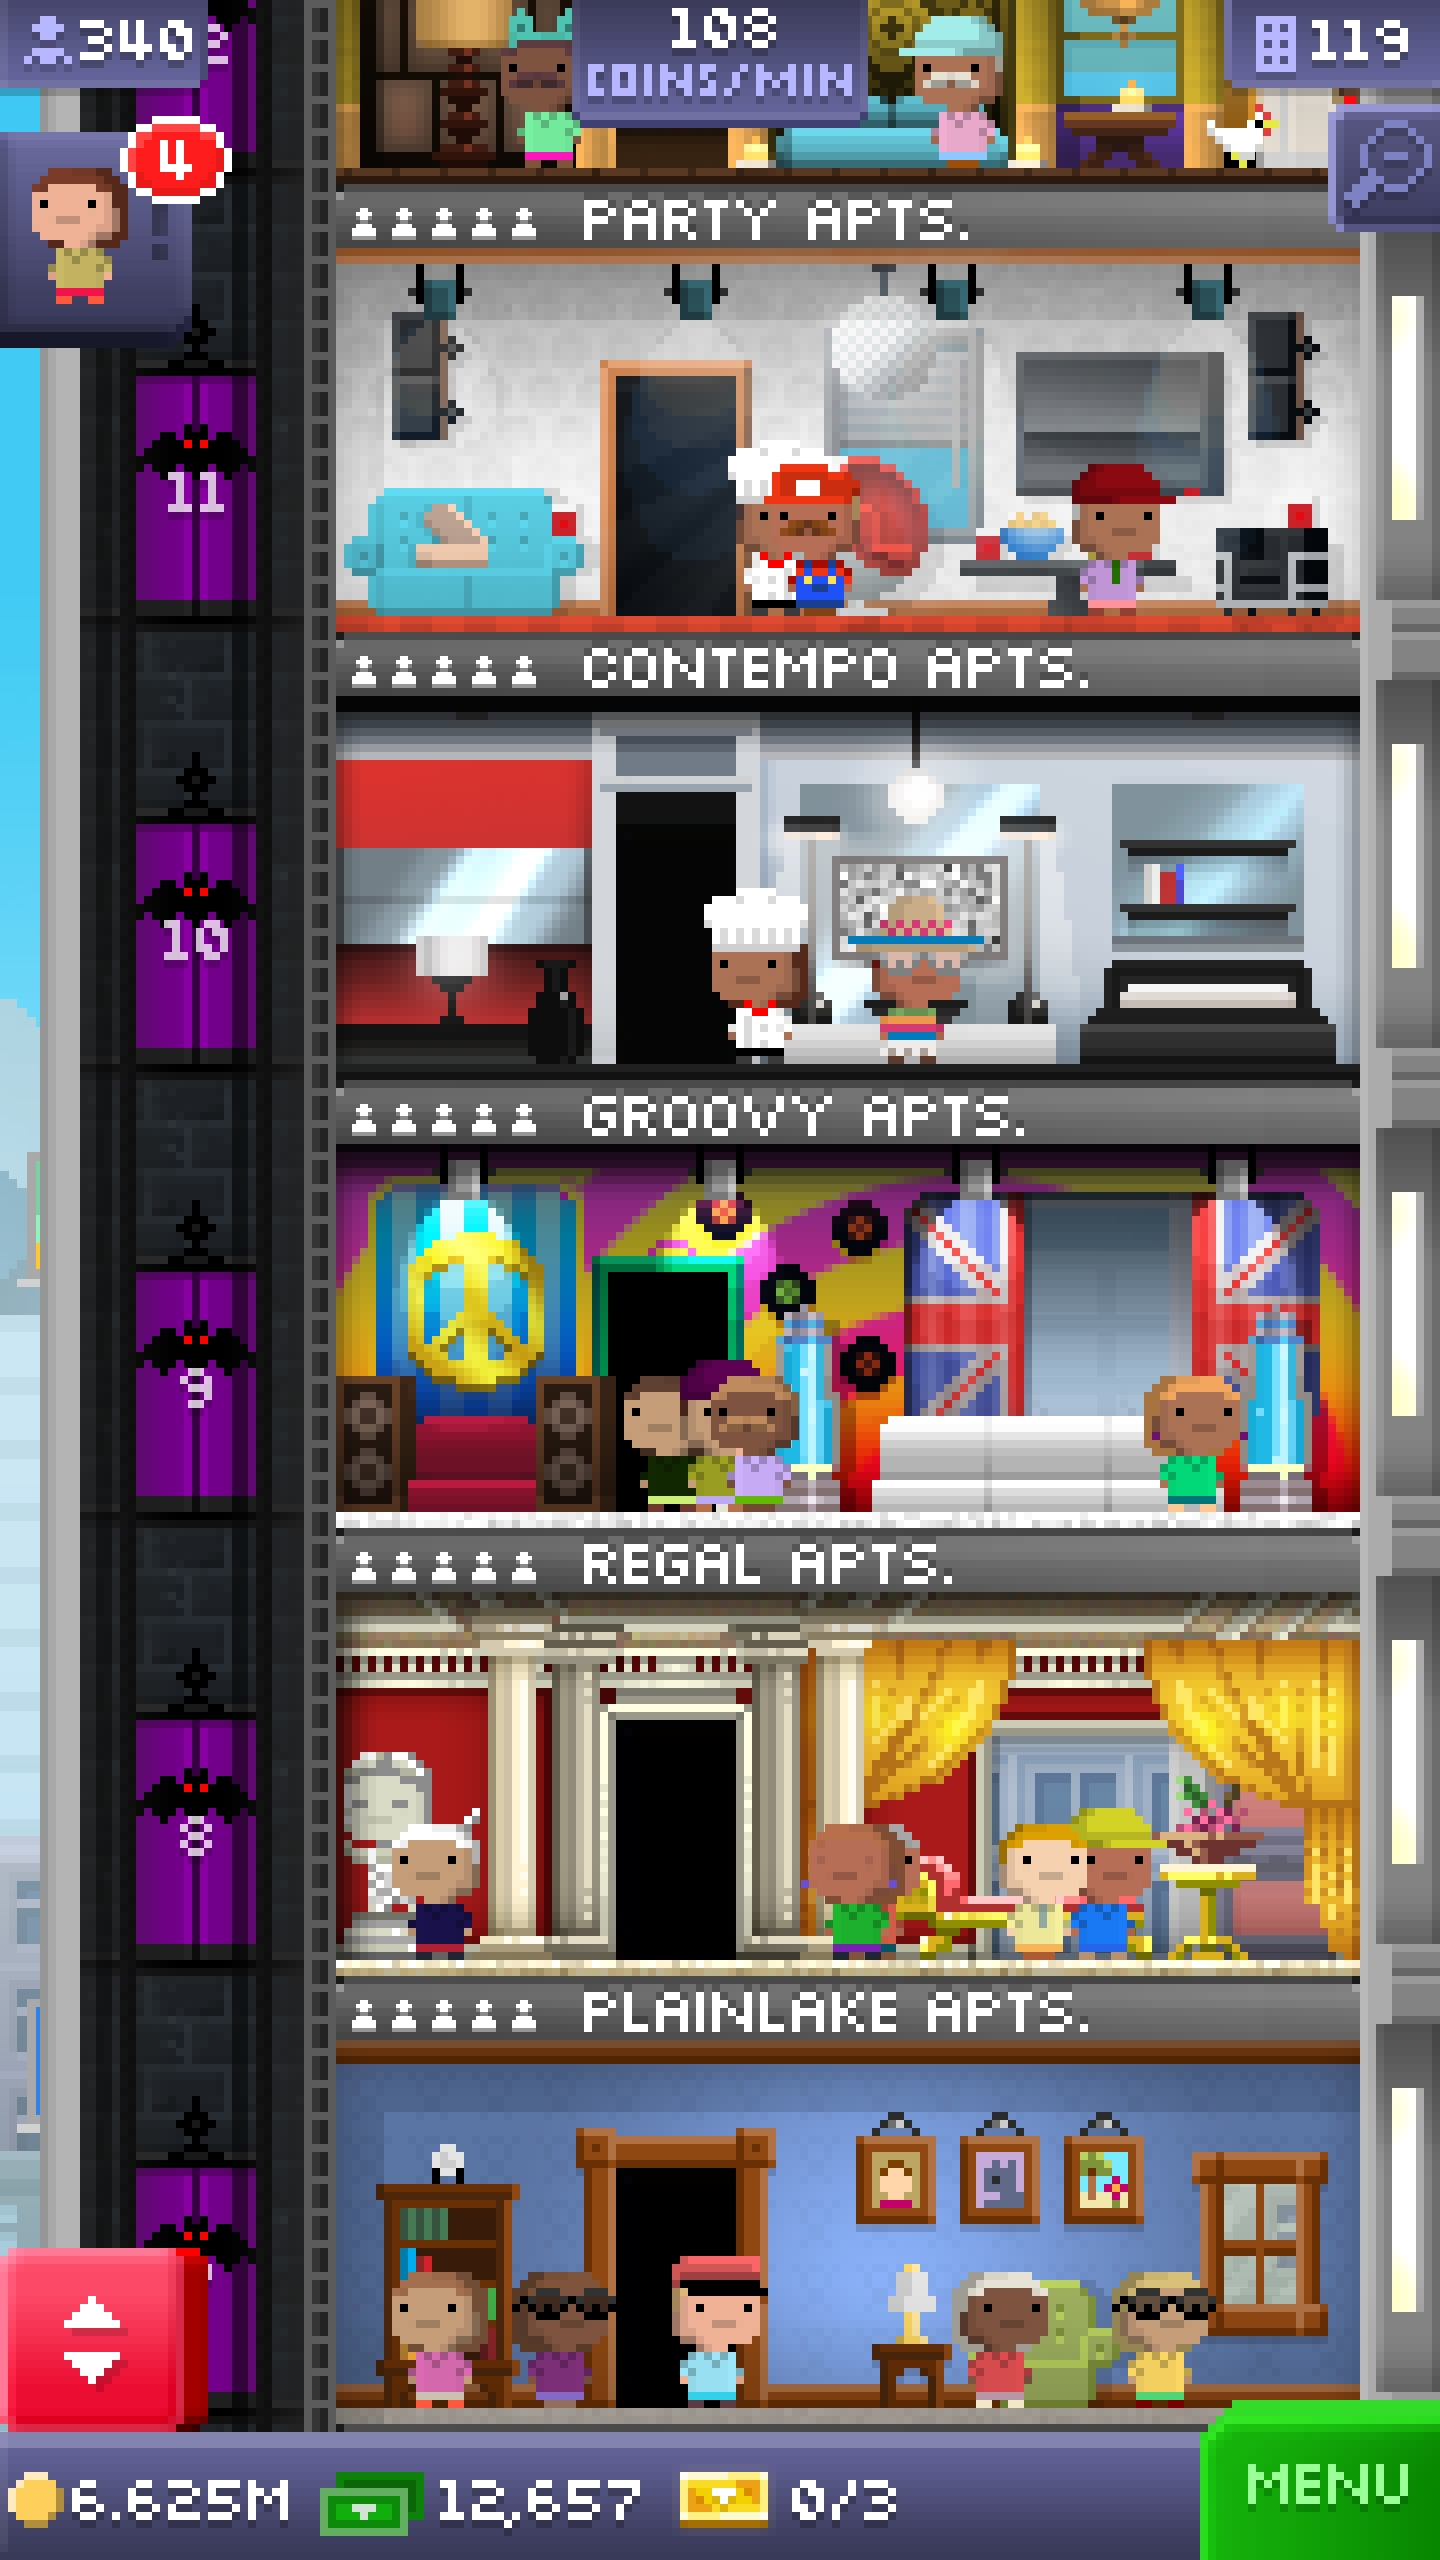 340
108
COINS/MIN
119
4
PARTY APTS.
11
CONTEMPO APTS.
10
GROOVY APTS.
9
REGAL APTS.
8
PLAINLAKE APTS.
6.625M
12,657
0/3
MENU